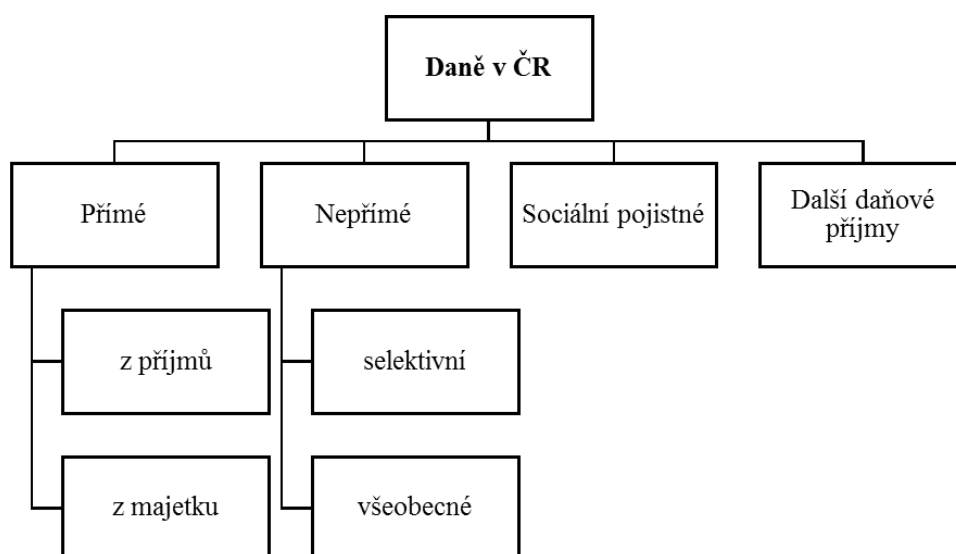 Daně v ČR
Přímé
Nepřímé
Sociální pojistné
Další daňové
příjmy
z příjmů
selektivní
z majetku
všeobecné